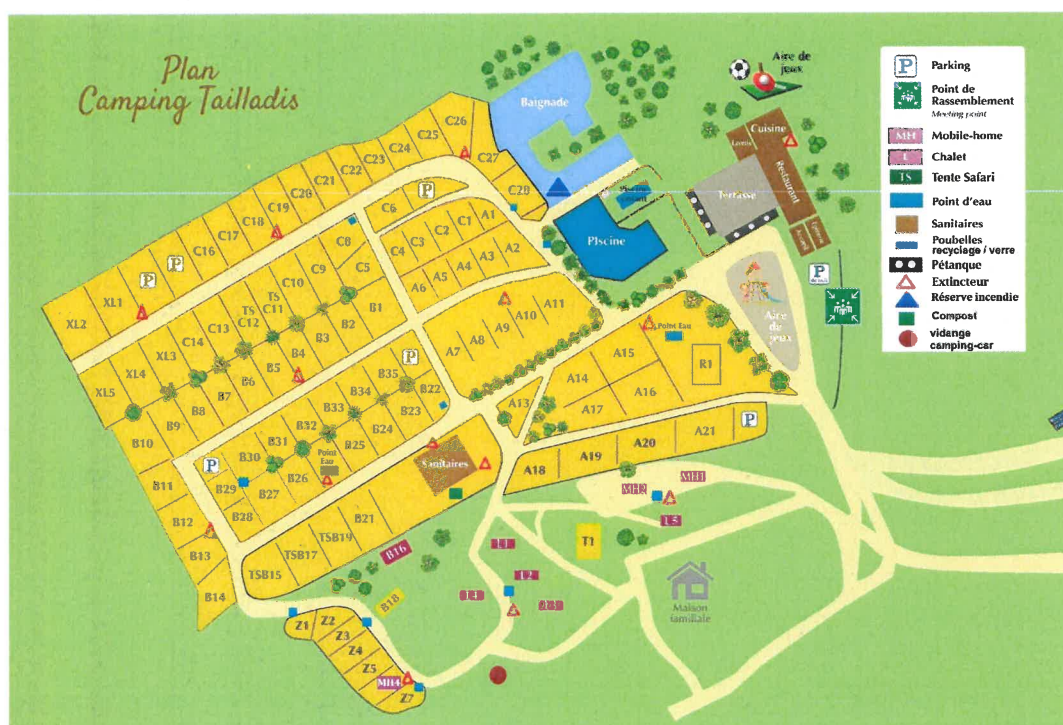 Plan
Camping Tailladis
Baignade
Aire de
jeux
Cuisine
Restaurant
Terrasse
Piscine
Aire de
jeux
Point Eau
Point
Eau
Sanitaires
Maison
familiale
P
Parking
Point de
Rassemblement
Meeting point
MH
Mobile-home
L
Chalet
TS
Tente Safari
Point d'eau
Sanitaires
Poubelles
recyclage / verre
Pétanque
Extincteur
Réserve incendie
Compost
vidange
camping-car
C26
C25
C24
C23
C22
C21
C20
C19
C18
C17
C16
C27
C28
P
P
P
XL1
XL2
C6
C1
C2
C3
C4
A1
A2
A3
A4
A5
A6
C8
C9
C10
TS
C11
TS
C12
C13
C14
XL3
XL4
XL5
C5
B1
B2
B3
B4
B5
B6
B7
B8
B9
B10
B11
B12
B13
B14
A7
A8
A9
A10
A11
P
B35
B34
B33
B32
B31
B30
B29
B28
B27
B26
B25
B24
B23
B22
P
A13
A14
A15
A16
A17
R1
A18
A19
A20
A21
P
P
B21
TSB19
TSB17
TSB15
B16
B18
MH1
MH2
L5
T1
L1
L2
Z1
Z2
Z3
Z4
Z5
MH4
Z7